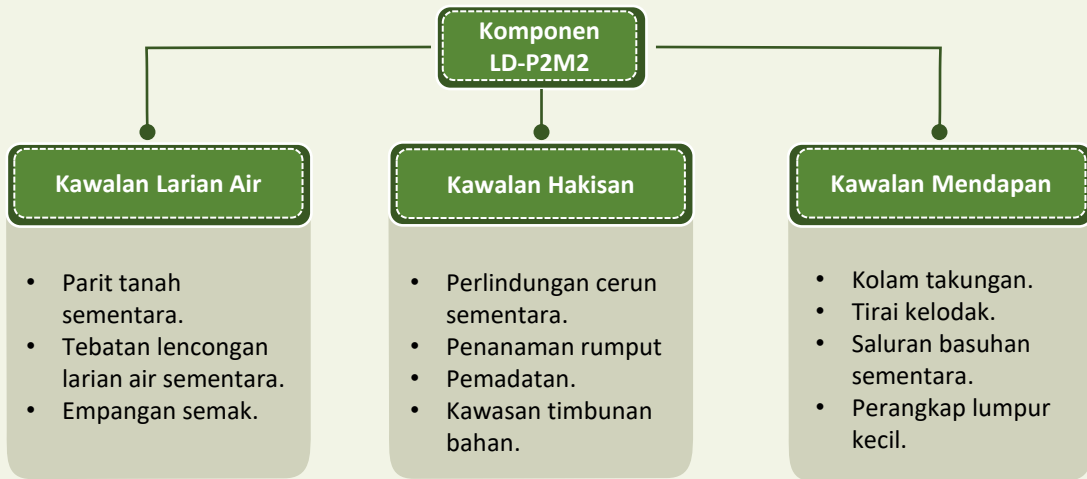 Komponen
LD-P2M2
Kawalan Larian Air
• Parit tanah
sementara.
• Tebatan lencongan
larian air sementara.
• Empangan semak.
Kawalan Hakisan
• Perlindungan cerun
sementara.
• Penanaman rumput
• Pemadatan.
• Kawasan timbunan
bahan.
Kawalan Mendapan
• Kolam takungan.
• Tirai kelodak.
• Saluran basuhan
sementara.
• Perangkap lumpur
kecil.